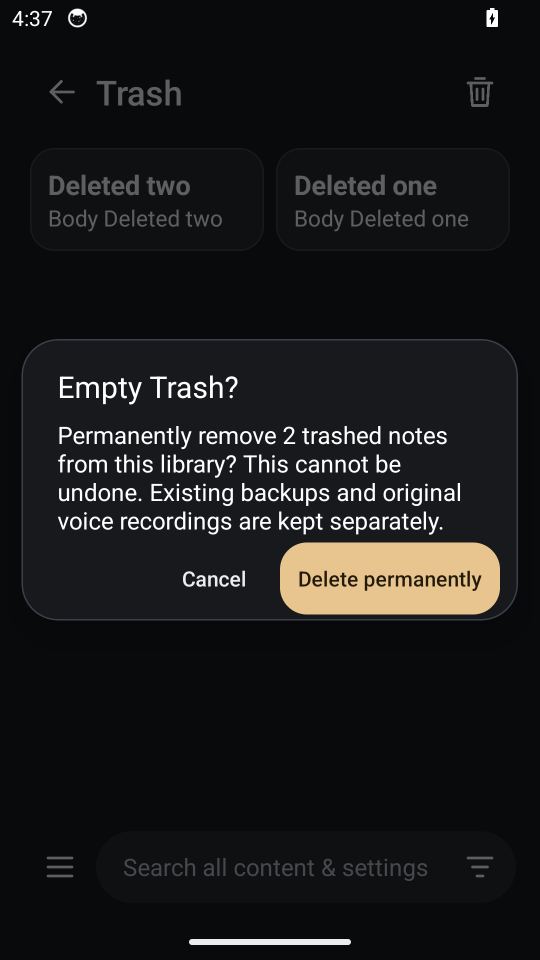 4:37
Trash
Deleted two
Body Deleted two
Deleted one
Body Deleted one
Empty Trash?
Permanently remove 2 trashed notes
from this library? This cannot be
undone. Existing backups and original
voice recordings are kept separately.
Cancel
Delete permanently
Search all content & settings